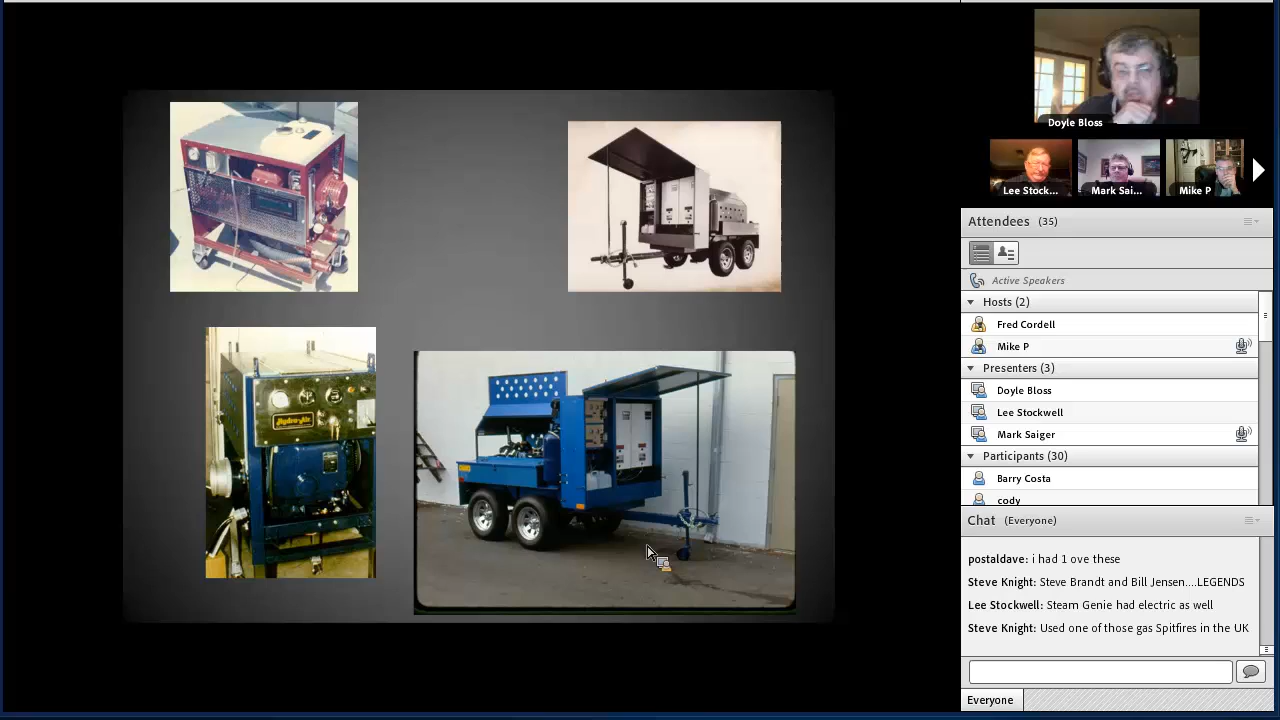 Hydro-Air
Doyle Bloss
Lee Stock...
Mark Sai...
Mike P
Attendees (35)
Active Speakers
Hosts (2)
Fred Cordell
Mike P
Presenters (3)
Doyle Bloss
Lee Stockwell
Mark Saiger
Participants (30)
Barry Costa
cody
Chat (Everyone)
postaldave: i had 1 ove these
Steve Knight: Steve Brandt and Bill Jensen....LEGENDS
Lee Stockwell: Steam Genie had electric as well
Steve Knight: Used one of those gas Spitfires in the UK
Everyone